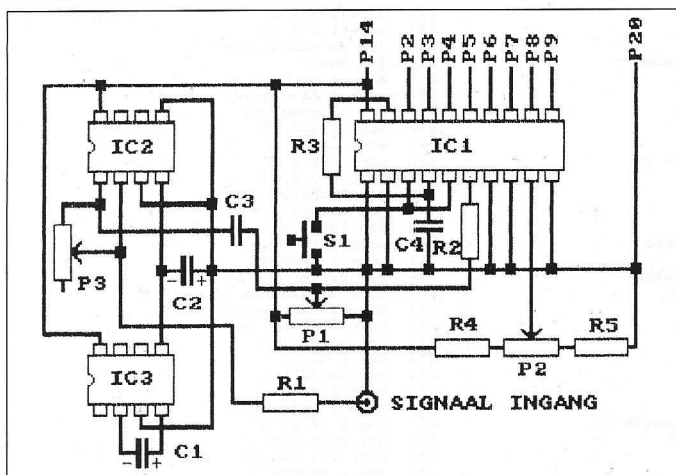 P14 P2 P3 P4 P5 P6 P7 P8 P9 P20
IC2
IC1
R3
C3
S1
C4
R2
P3
C2
P1
R4
R5
P2
IC3
R1
SIGNAAL INGANG
C1
- +
- +